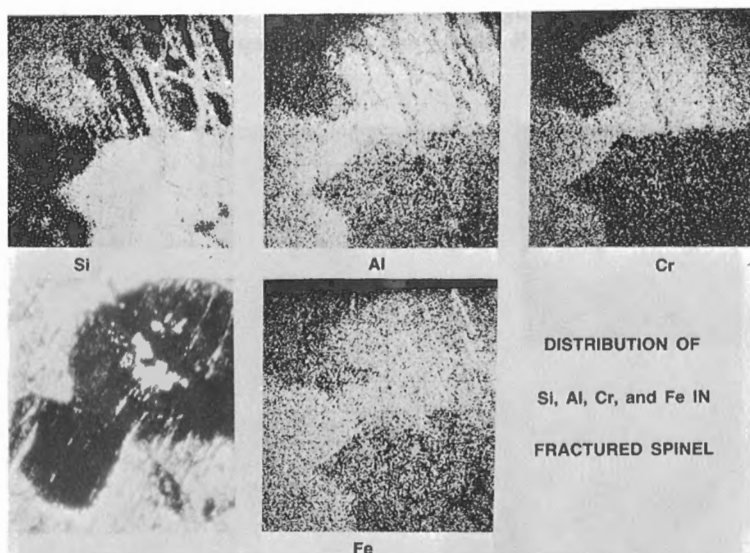 Si
Al
Cr
DISTRIBUTION OF
Si, Al, Cr, and Fe IN
FRACTURED SPINEL
Fe